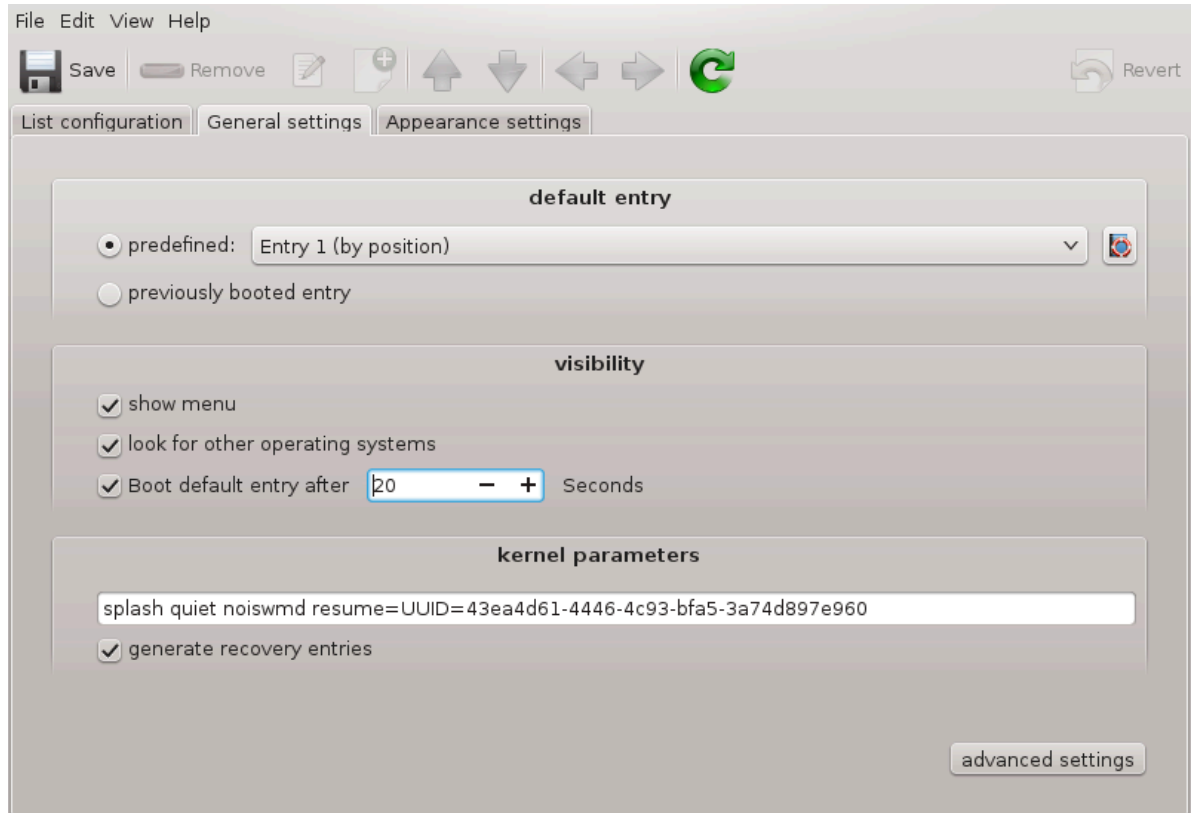 File Edit View Help
Save Remove Revert
List configuration General settings Appearance settings
default entry
predefined: Entry 1 (by position)
previously booted entry
visibility
show menu
look for other operating systems
Boot default entry after 20 Seconds
kernel parameters
splash quiet noiswmd resume=UUID=43ea4d61-4446-4c93-bfa5-3a74d897e960
generate recovery entries
advanced settings